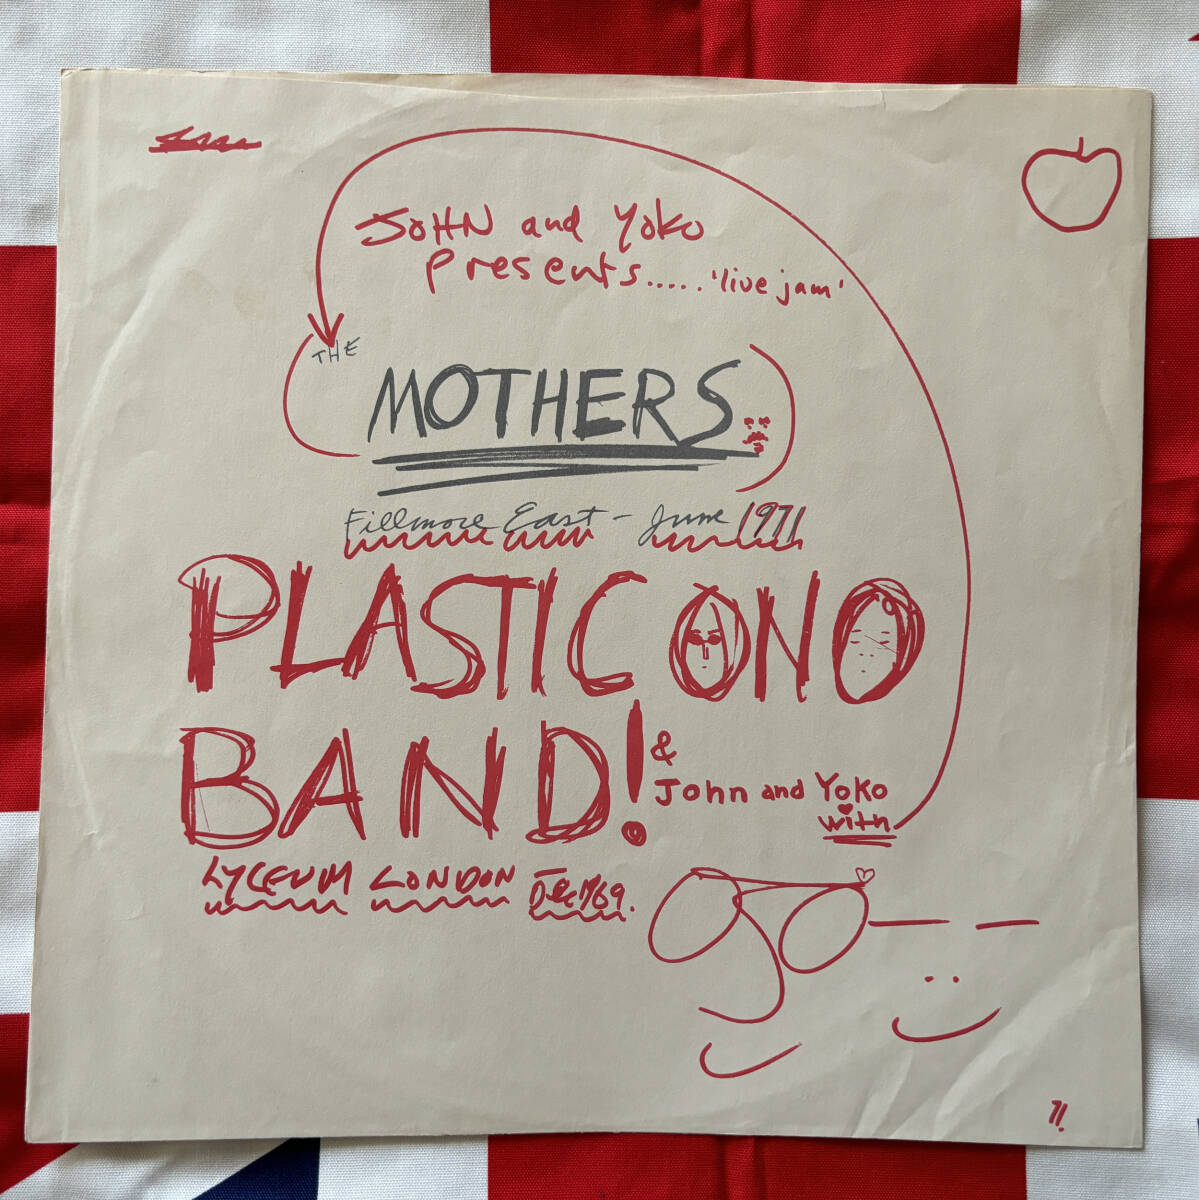 JOHN and YOKO
Presents..... 'live jam'
THE
MOTHERS
Fillmore East - June 1971
PLASTIC ONO
BAND!
&
John and YOKO
with
LYCEUM LONDON Dec 1969.
71.